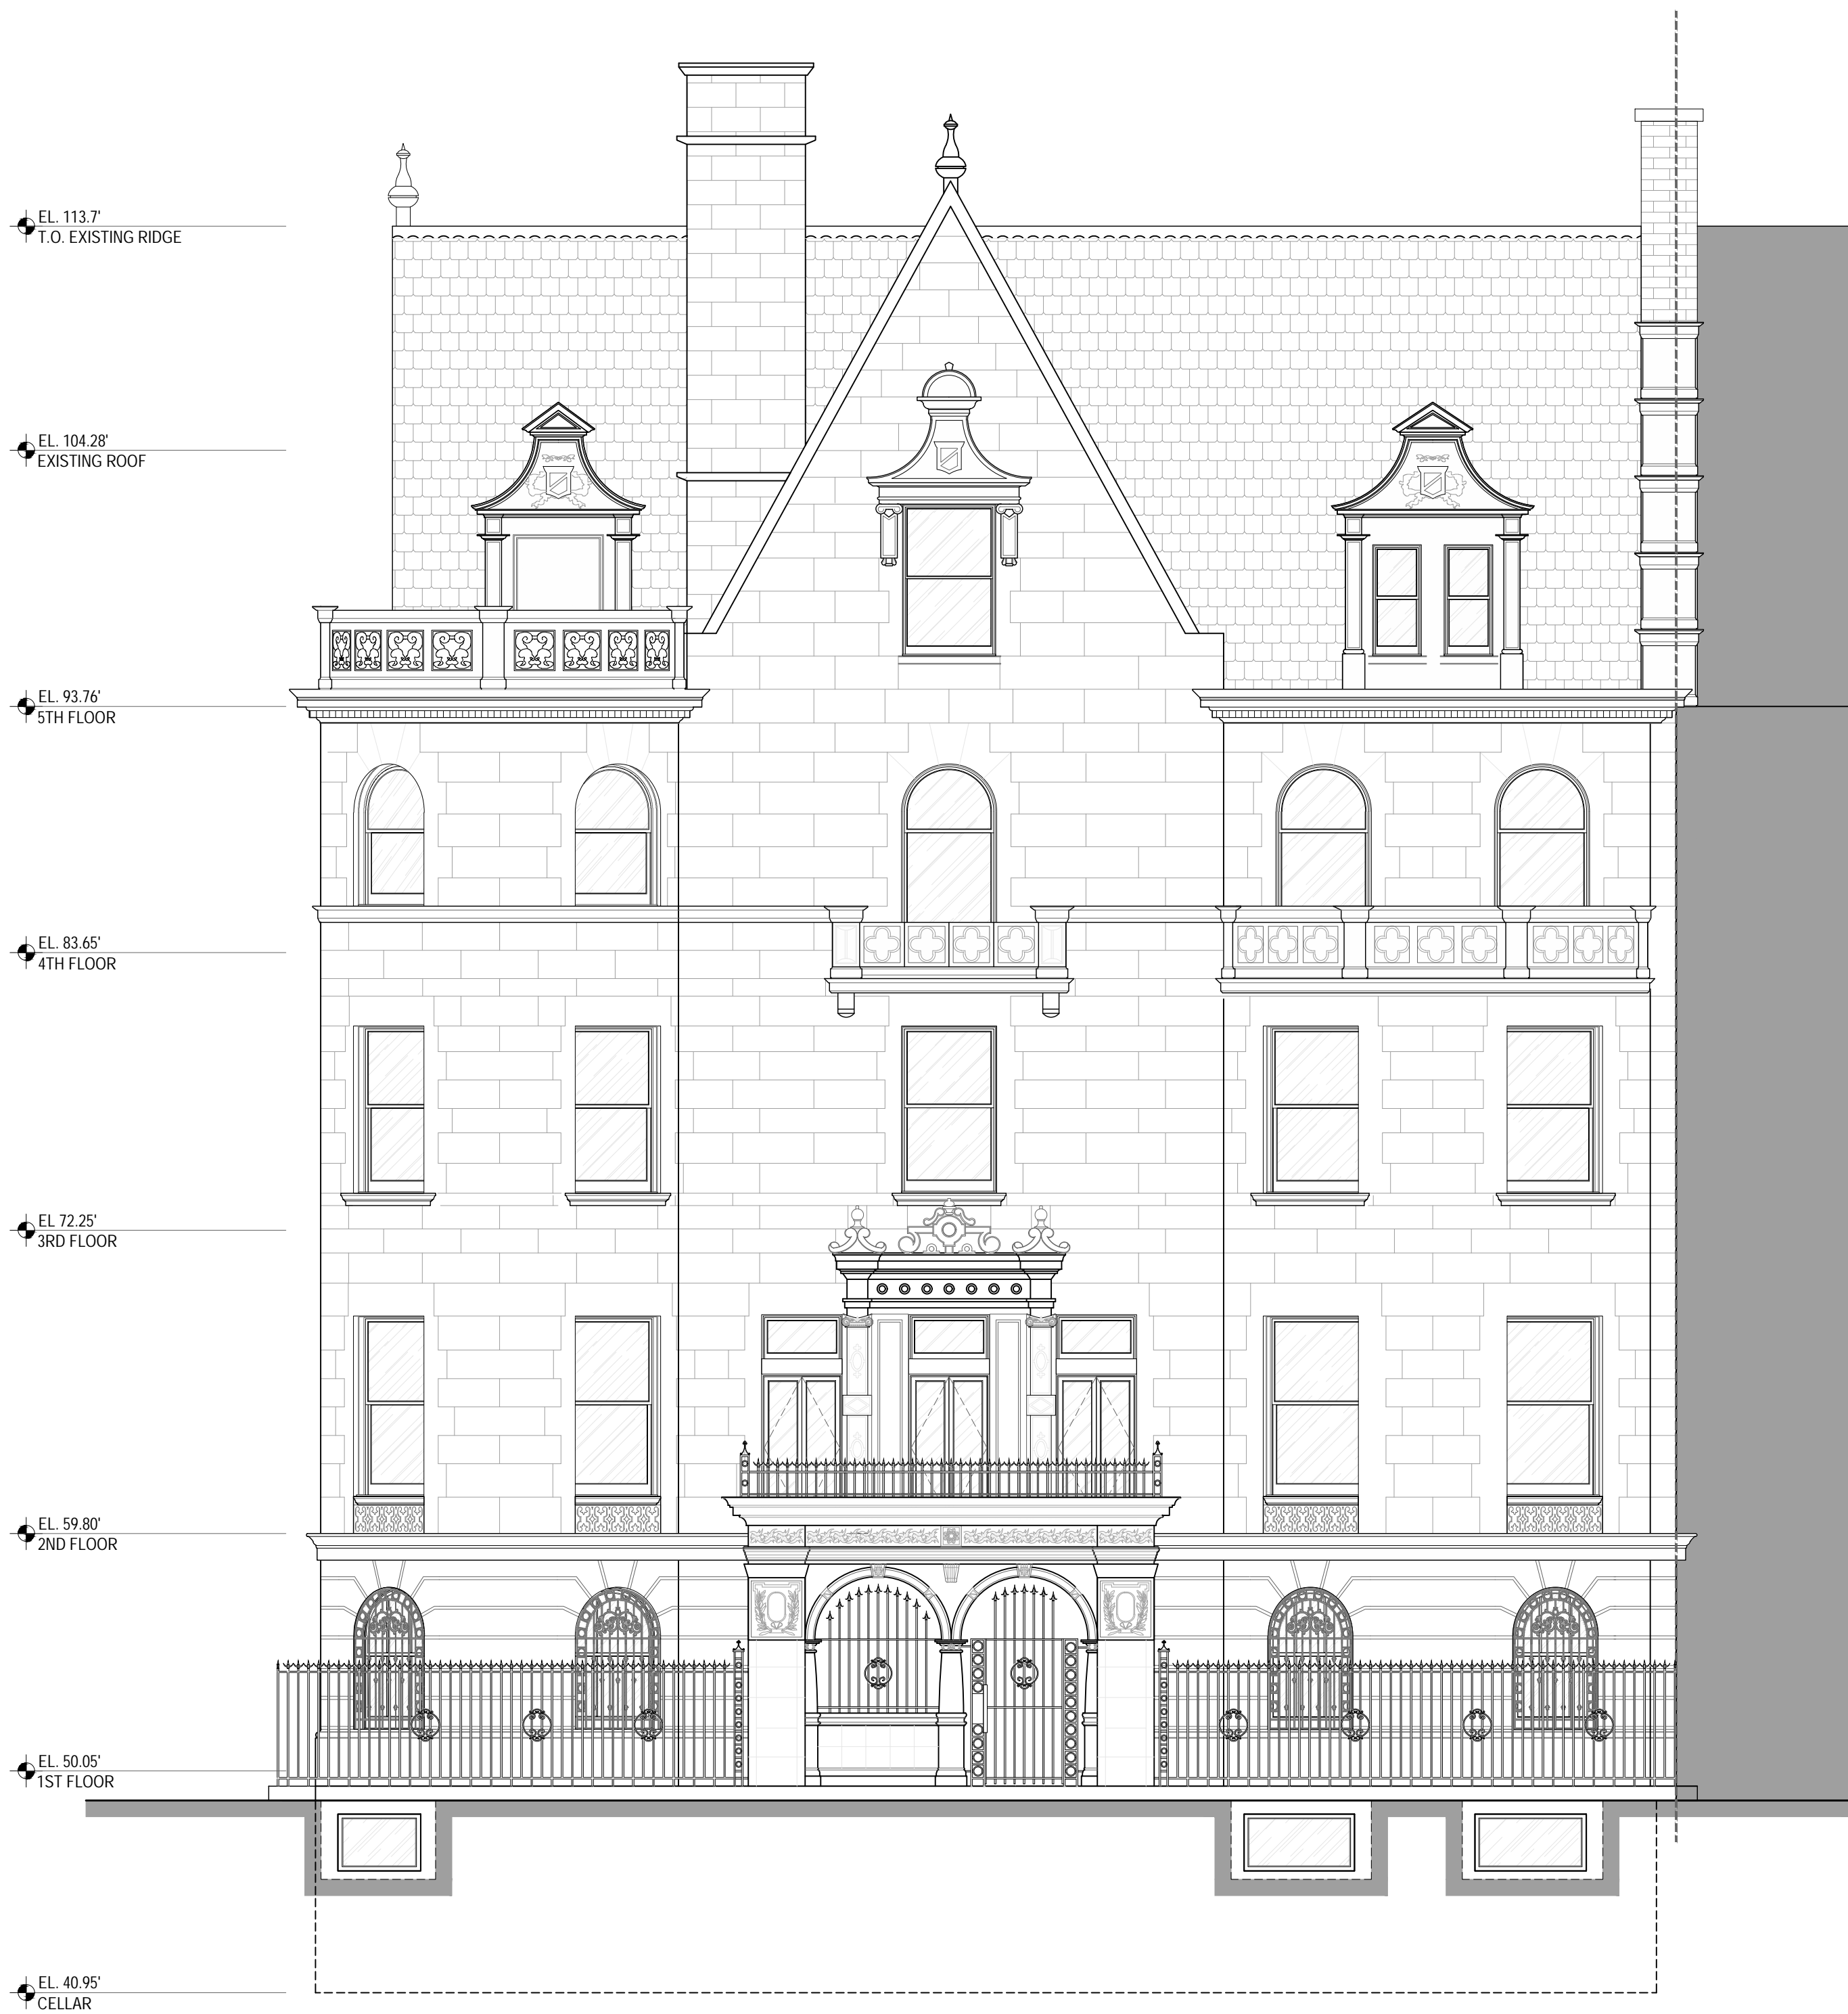 EL. 113.7'
T.O. EXISTING RIDGE
EL. 104.28'
EXISTING ROOF
EL. 93.76'
5TH FLOOR
EL. 83.65'
4TH FLOOR
EL 72.25'
3RD FLOOR
EL. 59.80'
2ND FLOOR
EL. 50.05'
1ST FLOOR
EL. 40.95'
CELLAR